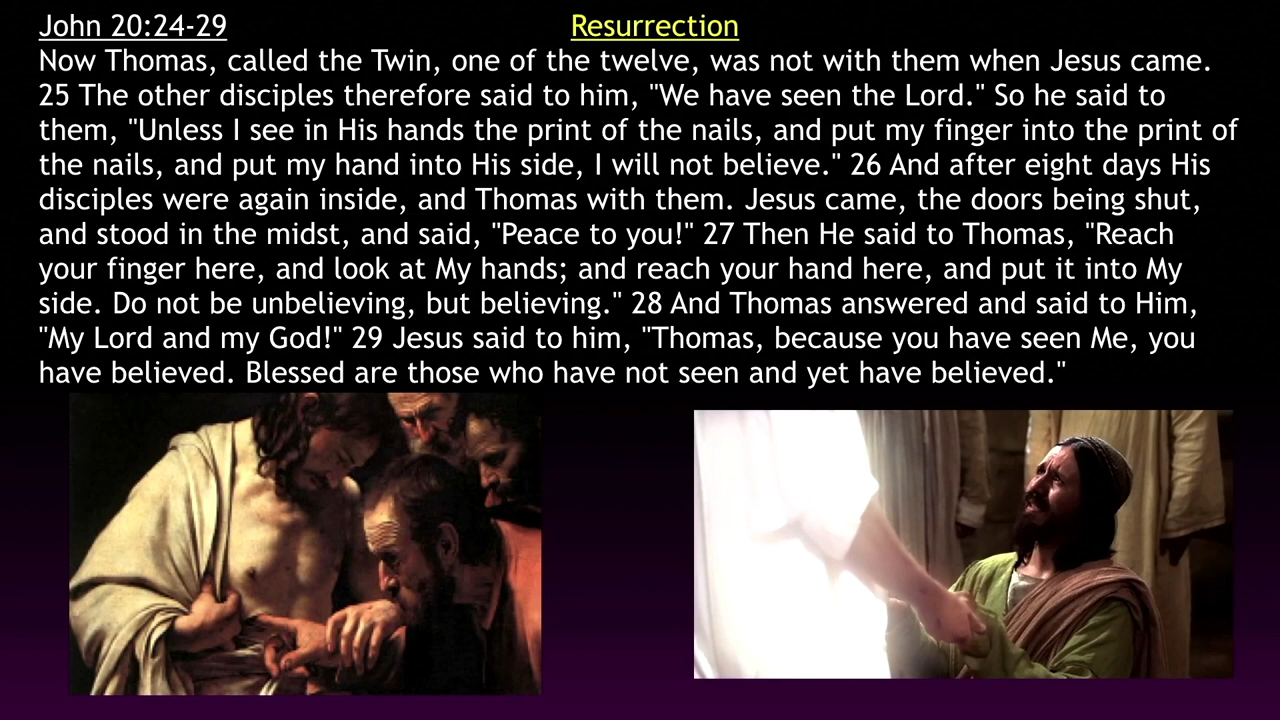 John 20:24-29 Resurrection
Now Thomas, called the Twin, one of the twelve, was not with them when Jesus came.
25 The other disciples therefore said to him, "We have seen the Lord." So he said to
them, "Unless I see in His hands the print of the nails, and put my finger into the print of
the nails, and put my hand into His side, I will not believe." 26 And after eight days His
disciples were again inside, and Thomas with them. Jesus came, the doors being shut,
and stood in the midst, and said, "Peace to you!" 27 Then He said to Thomas, "Reach
your finger here, and look at My hands; and reach your hand here, and put it into My
side. Do not be unbelieving, but believing." 28 And Thomas answered and said to Him,
"My Lord and my God!" 29 Jesus said to him, "Thomas, because you have seen Me, you
have believed. Blessed are those who have not seen and yet have believed."